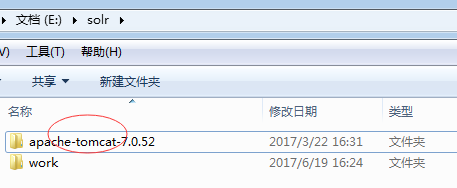 文档 (E:) solr
V) 工具(T) 帮助(H)
共享 新建文件夹
名称 修改日期 类型
apache-tomcat-7.0.52 2017/3/22 16:31 文件夹
work 2017/6/19 16:24 文件夹